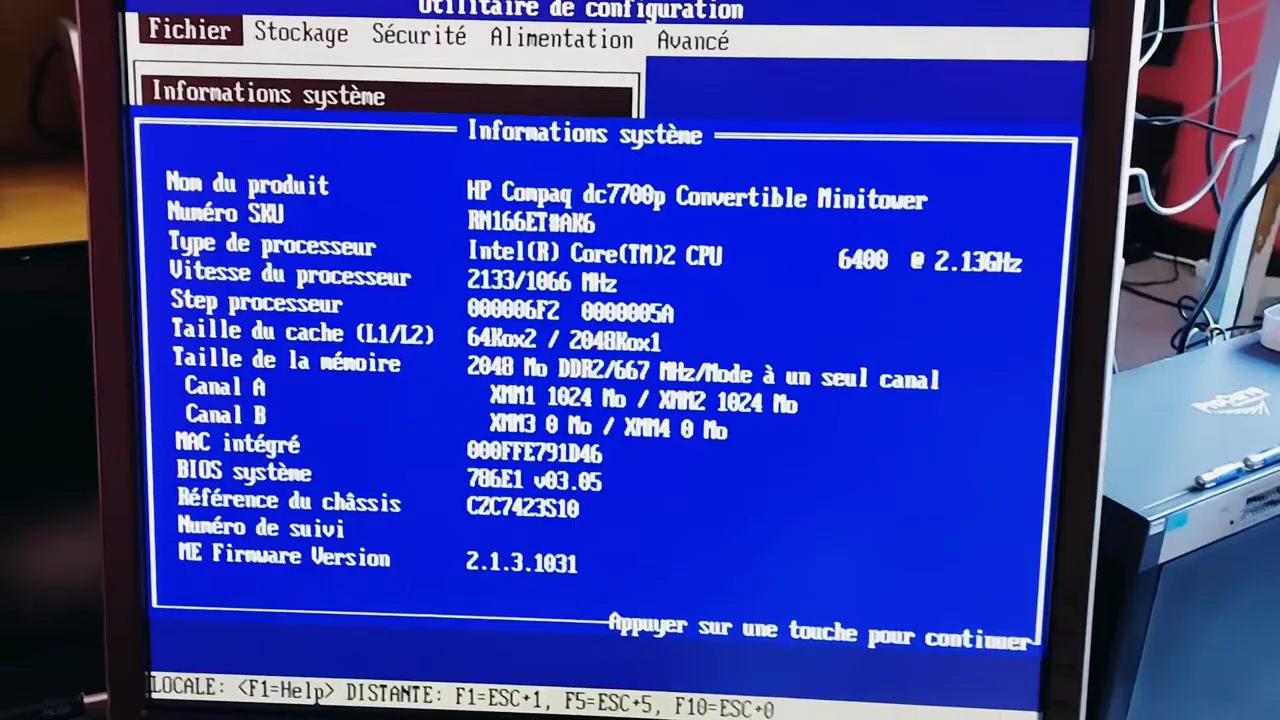 Utilitaire de configuration
Fichier Stockage Sécurité Alimentation Avancé
Informations système
Informations système
Nom du produit HP Compaq dc7700p Convertible Minitower
Numéro SKU RN166ET#AK6
Type de processeur Intel(R) Core(TM)2 CPU 6400 @ 2.13GHz
Vitesse du processeur 2133/1066 MHz
Step processeur 000006F2 0000005A
Taille du cache (L1/L2) 64Kox2 / 2048Kox1
Taille de la mémoire 2048 Mo DDR2/667 MHz/Mode à un seul canal
Canal A XMM1 1024 Mo / XMM2 1024 Mo
Canal B XMM3 0 Mo / XMM4 0 Mo
MAC intégré 000FFE791D46
BIOS système 786E1 v03.05
Référence du châssis CZC7423S10
Numéro de suivi
ME Firmware Version 2.1.3.1031
Appuyer sur une touche pour continuer
LOCALE: <F1=Help> DISTANTE: F1=ESC+1, F5=ESC+5, F10=ESC+0